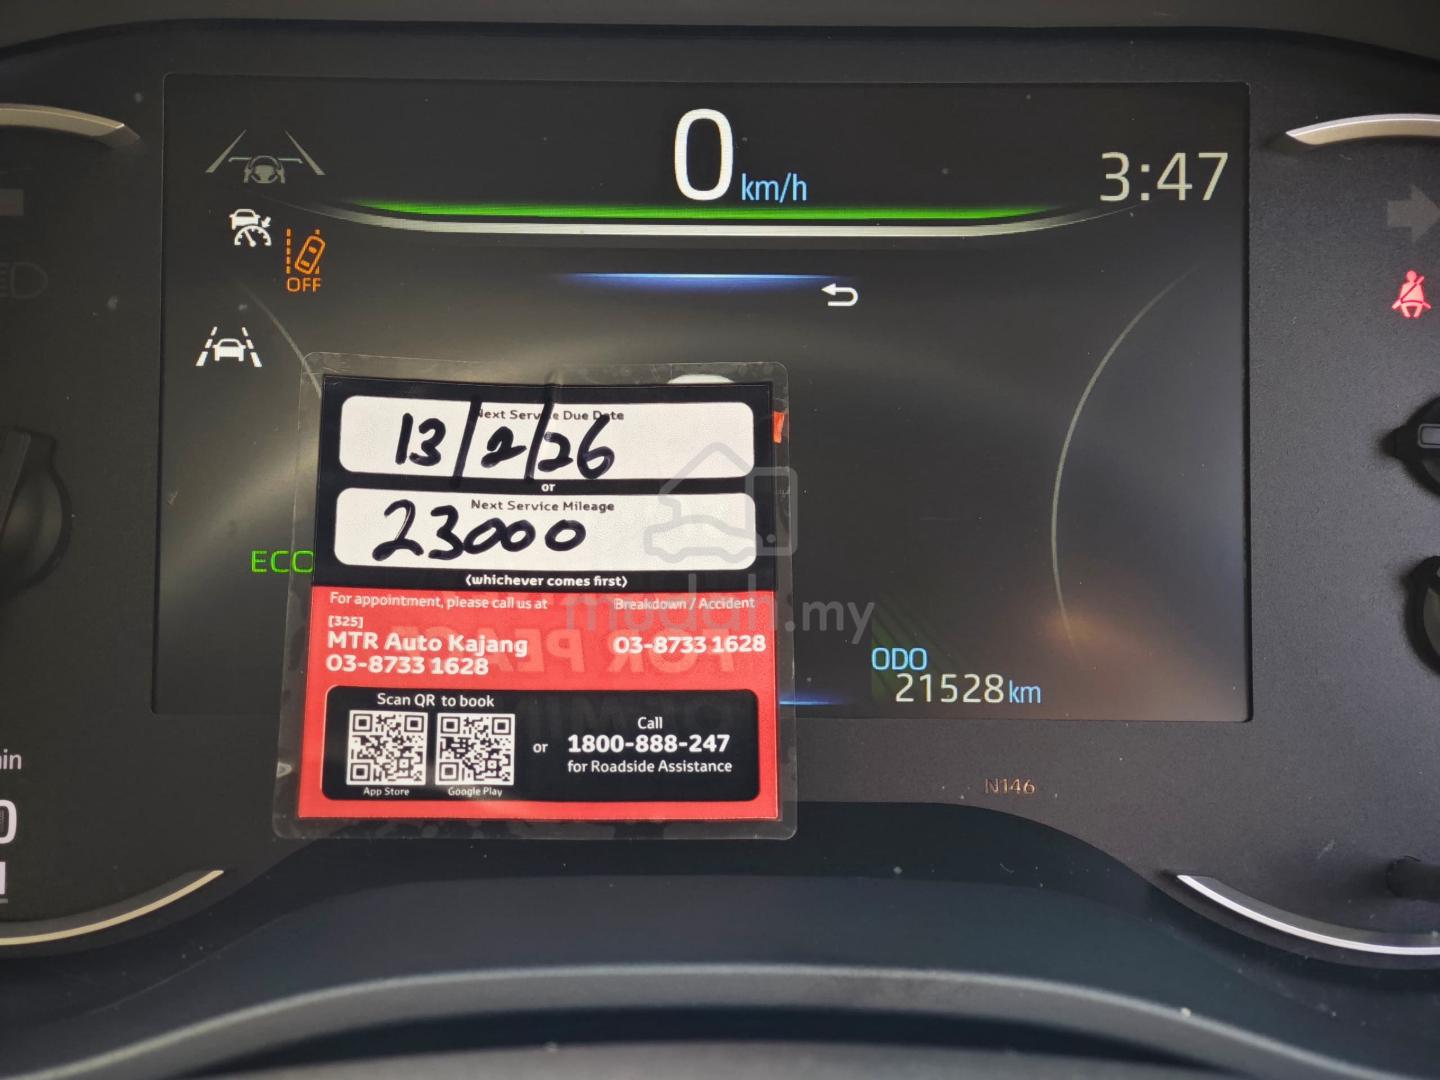 0 km/h
3:47
OFF
Next Service Due Date
13/2/26
or
Next Service Mileage
23000
(whichever comes first)
ECO
For appointment, please call us at
[325]
MTR Auto Kajang
03-8733 1628
Breakdown / Accident
03-8733 1628
mudah.my
Scan QR to book
App Store
Google Play
or
Call
1800-888-247
for Roadside Assistance
ODO
21528 km
N146